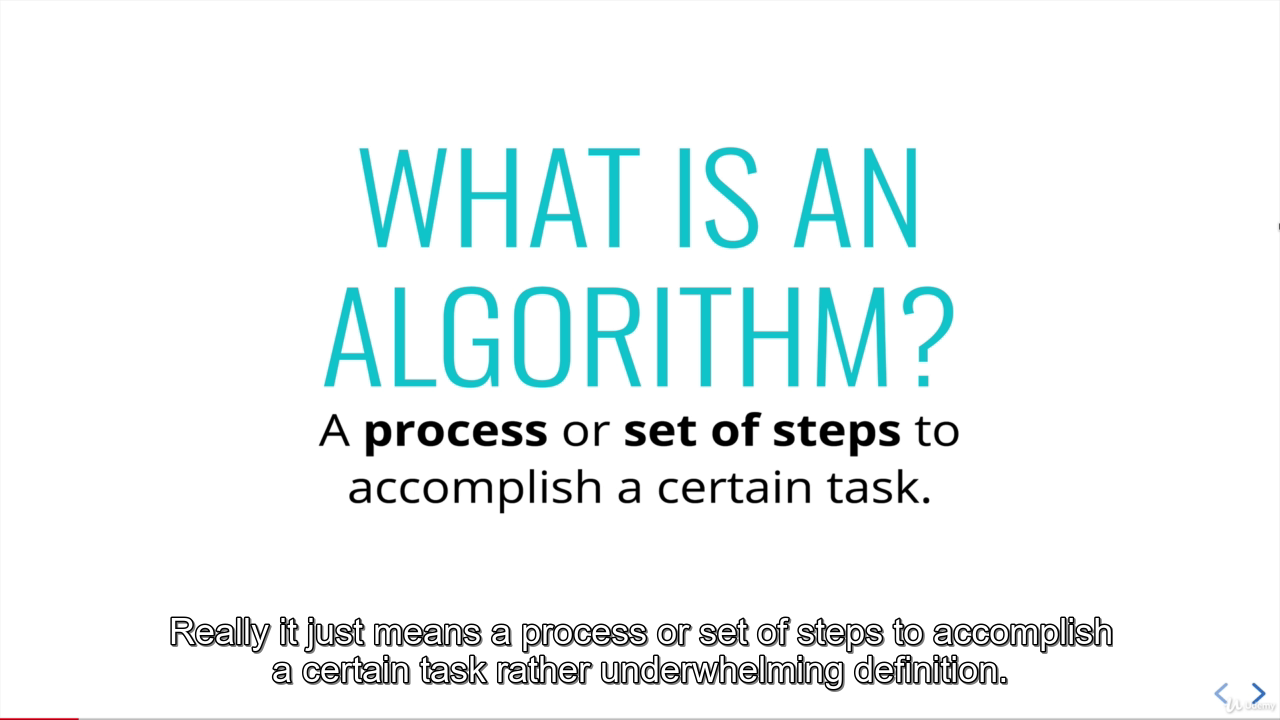 WHAT IS AN
ALGORITHM?
A process or set of steps to
accomplish a certain task.
Really it just means a process or set of steps to accomplish
a certain task rather underwhelming definition.
Udemy